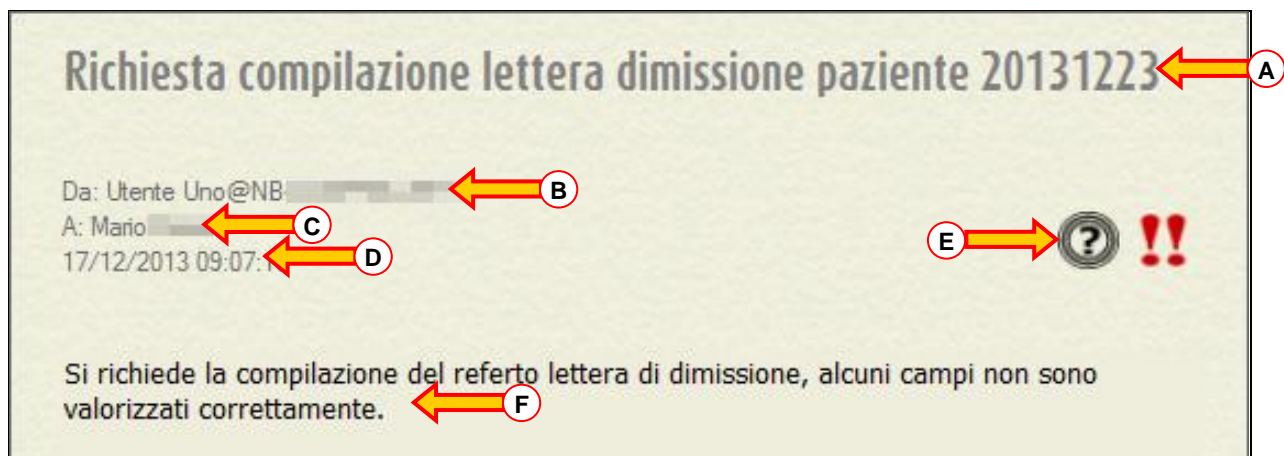 Richiesta compilazione lettera dimissione paziente 20131223
A
Da: Utente Uno@NB
B
A: Mario
C
17/12/2013 09:07:
D
E
?
!!
Si richiede la compilazione del referto lettera di dimissione, alcuni campi non sono
valorizzati correttamente.
F